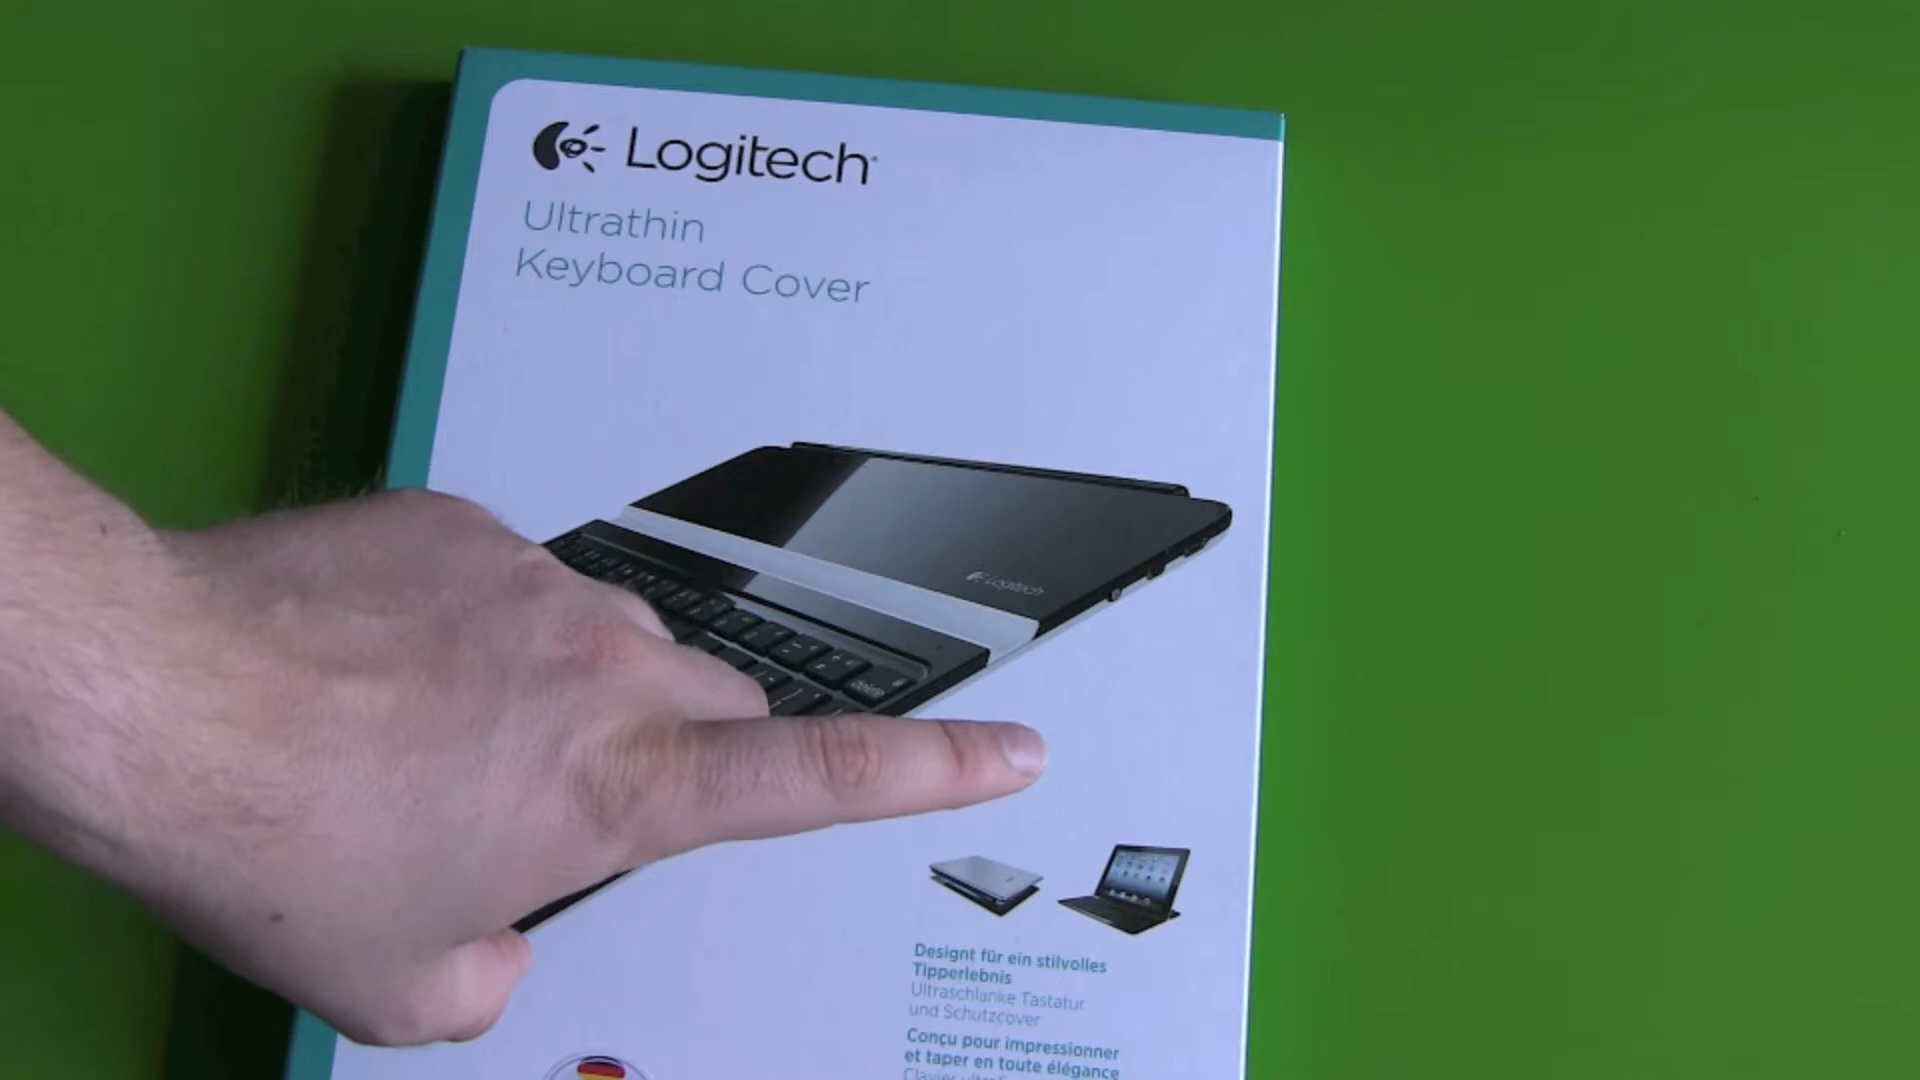 Logitech
Ultrathin
Keyboard Cover
Logitech
delete
Designt für ein stilvolles
Tipperlebnis
Ultraschlanke Tastatur
und Schutzcover
Conçu pour impressionner
et taper en toute élégance